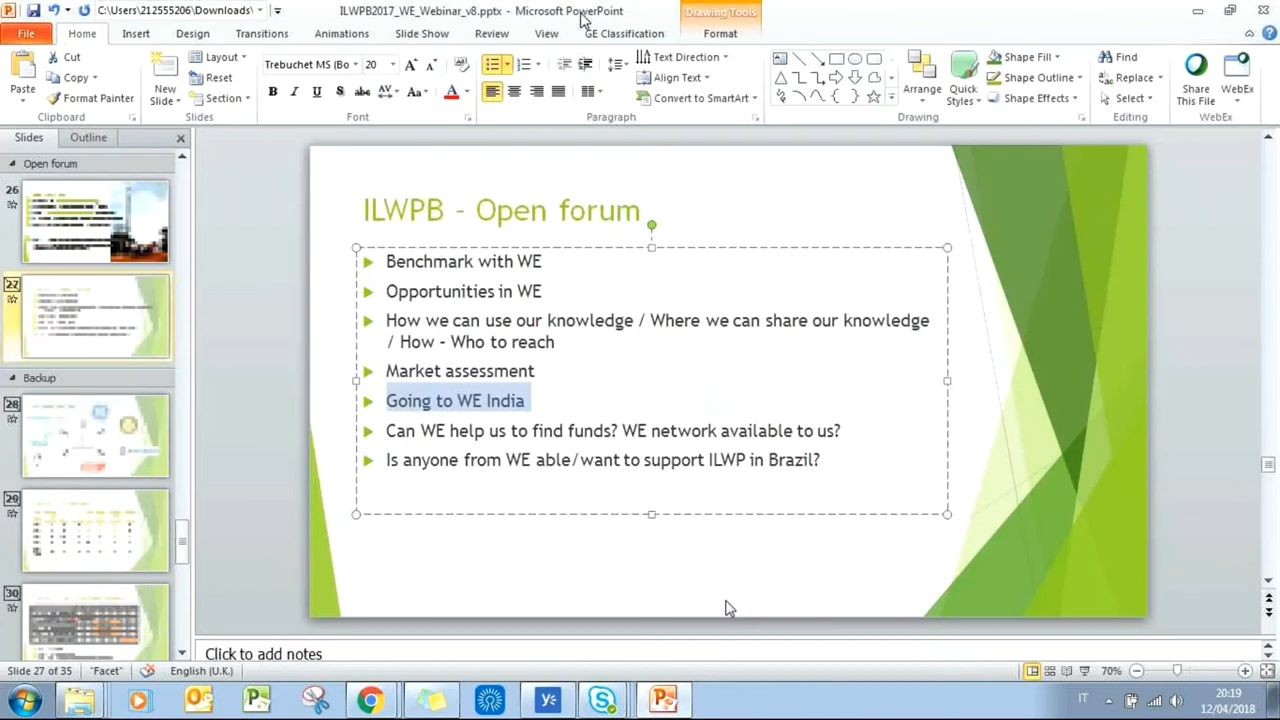 C:\Users\212555206\Downloads\
ILWPB2017_WE_Webinar_v8.pptx - Microsoft PowerPoint
Drawing Tools
File Home Insert Design Transitions Animations Slide Show Review View GE Classification Format
Paste
Cut
Copy
Format Painter
Clipboard
New Slide
Layout
Reset
Section
Slides
Trebuchet MS (Bo 20
B I U S abc AV Aa A
Font
Text Direction
Align Text
Convert to SmartArt
Paragraph
Arrange
Quick Styles
Shape Fill
Shape Outline
Shape Effects
Drawing
Find
Replace
Select
Editing
Share This File
WebEx
WebEx
Slides Outline
Open forum
26
27
Backup
28
29
30
ILWPB – Open forum
Benchmark with WE
Opportunities in WE
How we can use our knowledge / Where we can share our knowledge
/ How – Who to reach
Market assessment
Going to WE India
Can WE help us to find funds? WE network available to us?
Is anyone from WE able/want to support ILWP in Brazil?
Click to add notes
Slide 27 of 35 "Facet" English (U.K.) 70%
IT 20:19
12/04/2018